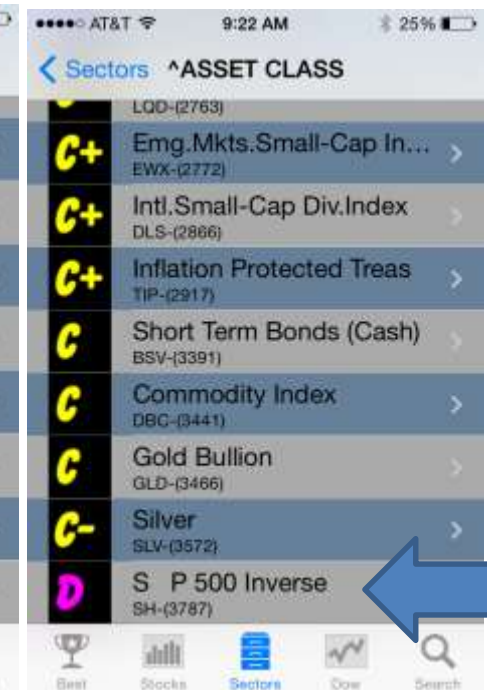 AT&T 9:22 AM 25%
Sectors ^ASSET CLASS
LQD-(2763)
C+ Emg.Mkts.Small-Cap In...
EWX-(2772)
C+ Intl.Small-Cap Div.Index
DLS-(2866)
C+ Inflation Protected Treas
TIP-(2917)
C Short Term Bonds (Cash)
BSV-(3391)
C Commodity Index
DBC-(3441)
C Gold Bullion
GLD-(3466)
C- Silver
SLV-(3572)
D S P 500 Inverse
SH-(3787)
Best Stocks Sectors Dow Search